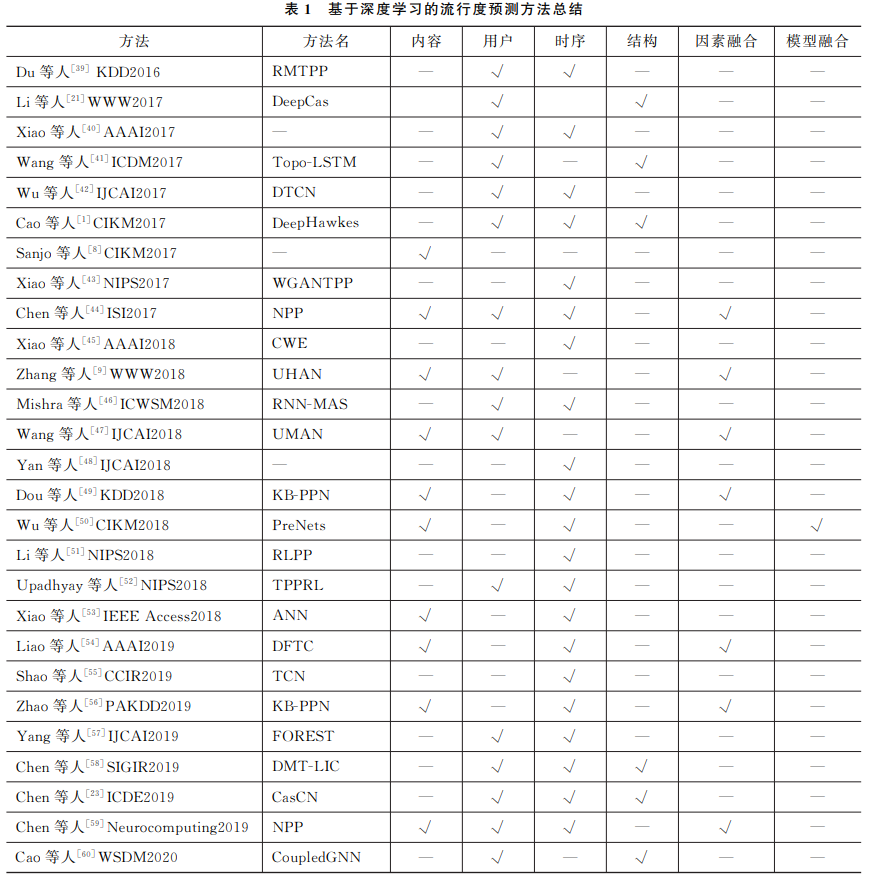 表 1 基于深度学习的流行度预测方法总结
方法 方法名 内容 用户 时序 结构 因素融合 模型融合
Du 等人[39] KDD2016 RMTPP — √ √ — — —
Li 等人[21] WWW2017 DeepCas √ √ — —
Xiao 等人[40] AAAI2017 — — √ √ — — —
Wang 等人[41] ICDM2017 Topo-LSTM — √ — √ — —
Wu 等人[42] IJCAI2017 DTCN — √ √ — — —
Cao 等人[1] CIKM2017 DeepHawkes — √ √ √ — —
Sanjo 等人[8] CIKM2017 — √ — — — — —
Xiao 等人[43] NIPS2017 WGANTPP — — √ — — —
Chen 等人[44] ISI2017 NPP √ √ √ — √ —
Xiao 等人[45] AAAI2018 CWE — — √ — — —
Zhang 等人[9] WWW2018 UHAN √ √ — — √ —
Mishra 等人[46] ICWSM2018 RNN-MAS — √ √ — — —
Wang 等人[47] IJCAI2018 UMAN √ √ — — √ —
Yan 等人[48] IJCAI2018 — — — √ — — —
Dou 等人[49] KDD2018 KB-PPN √ — √ — √ —
Wu 等人[50] CIKM2018 PreNets √ — √ — — √
Li 等人[51] NIPS2018 RLPP — — √ — — —
Upadhyay 等人[52] NIPS2018 TPPRL — √ √ — — —
Xiao 等人[53] IEEE Access2018 ANN √ — √ — — —
Liao 等人[54] AAAI2019 DFTC √ — √ — √ —
Shao 等人[55] CCIR2019 TCN — — √ — — —
Zhao 等人[56] PAKDD2019 KB-PPN √ — √ — √ —
Yang 等人[57] IJCAI2019 FOREST — √ √ — — —
Chen 等人[58] SIGIR2019 DMT-LIC — √ √ √ — —
Chen 等人[23] ICDE2019 CasCN — √ √ √ — —
Chen 等人[59] Neurocomputing2019 NPP √ √ √ — √ —
Cao 等人[60] WSDM2020 CoupledGNN — √ — √ — —